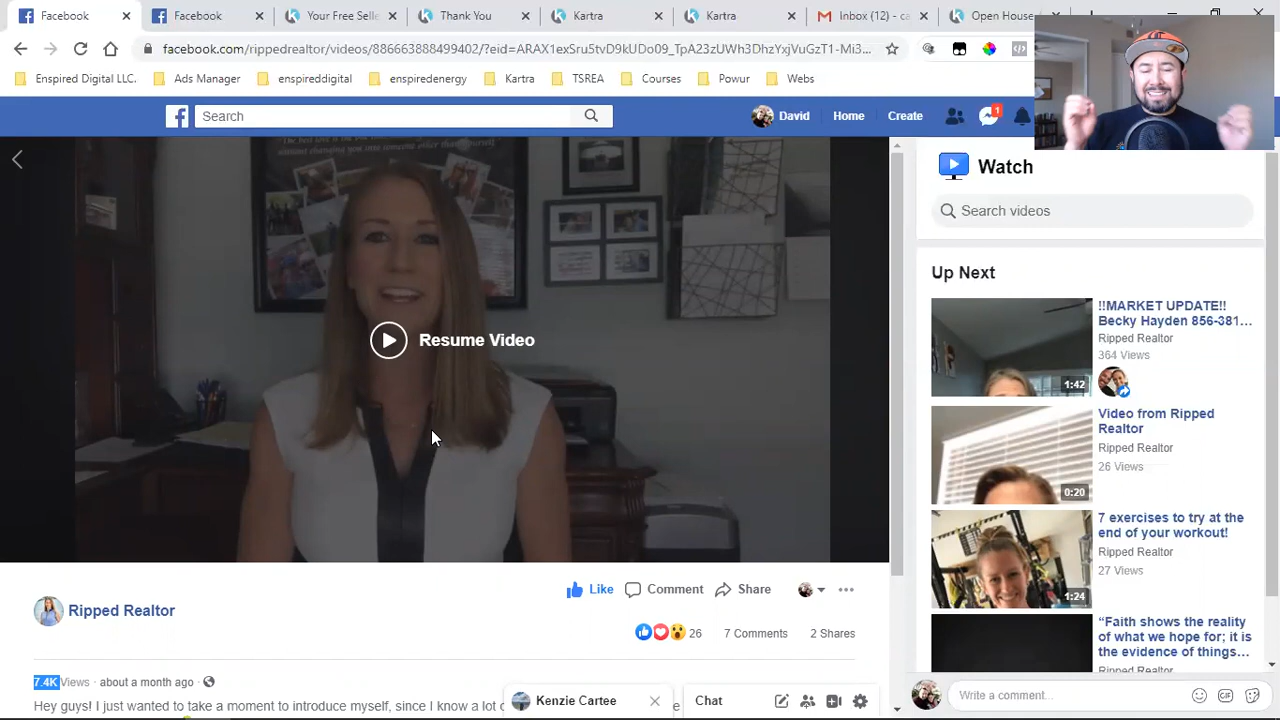 Facebook
Facebook
Your Free Selle
Thank You
Kartra
Kartra
Inbox (12) - ca
Open House
facebook.com/rippedrealtor/videos/886663888499402/?eid=ARAX1exSru5tvD9kUDo09_TpA23zUWh3DhzYxjVuGzT1-Mi3...
Enspired Digital LLC.
Ads Manager
enspireddigital
enspiredes
Kartra
TSREA
Courses
Powur
Webs
Search
David
Home
Create
1
Watch
Search videos
Resume Video
Up Next
!!MARKET UPDATE!!
Becky Hayden 856-381...
Ripped Realtor
364 Views
1:42
Video from Ripped
Realtor
Ripped Realtor
26 Views
0:20
7 exercises to try at the
end of your workout!
Ripped Realtor
27 Views
1:24
“Faith shows the reality
of what we hope for; it is
the evidence of things...
Ripped Realtor
Like
Comment
Share
Ripped Realtor
26
7 Comments
2 Shares
7.4K Views · about a month ago ·
Hey guys! I just wanted to take a moment to introduce myself, since I know a lot
Kenzie Cartee
Chat
Write a comment...